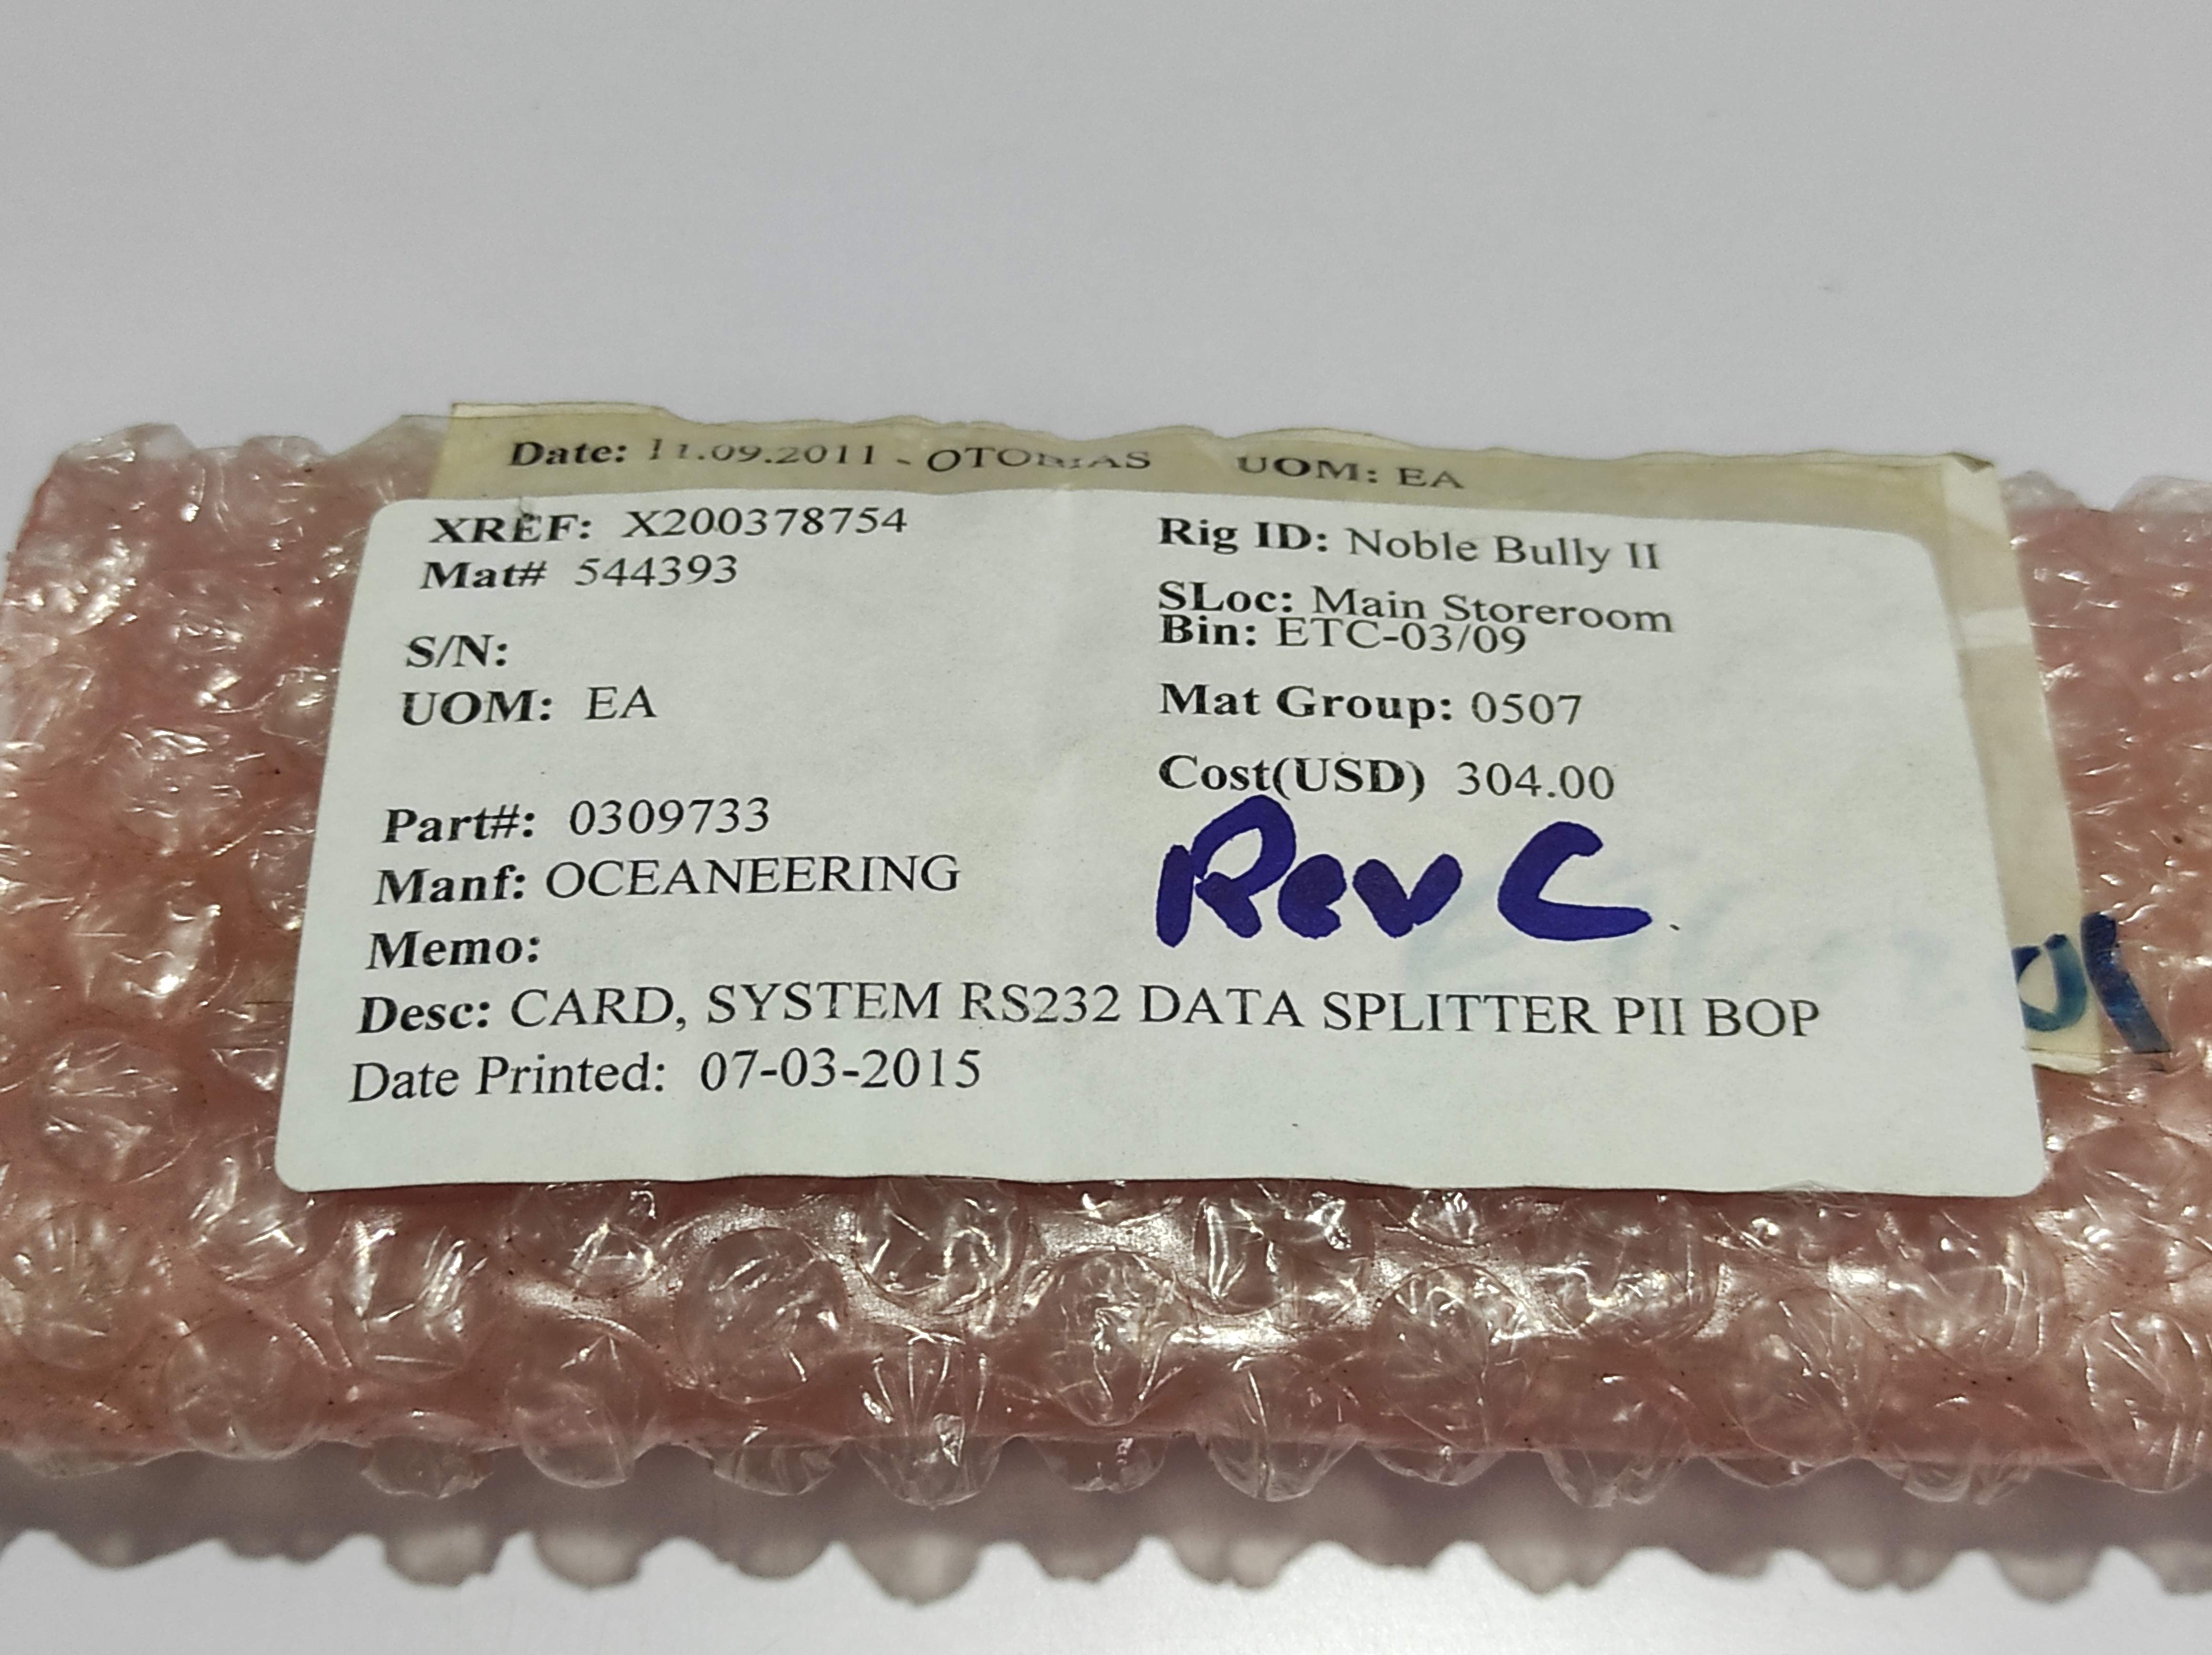 Date: 11.09.2011 - OTOBIAS UOM: EA
XREF: X200378754
Mat# 544393
S/N:
UOM: EA
Part#: 0309733
Manf: OCEANEERING
Memo:
Rig ID: Noble Bully II
SLoc: Main Storeroom
Bin: ETC-03/09
Mat Group: 0507
Cost(USD) 304.00
Rev C
Desc: CARD, SYSTEM RS232 DATA SPLITTER PII BOP
Date Printed: 07-03-2015